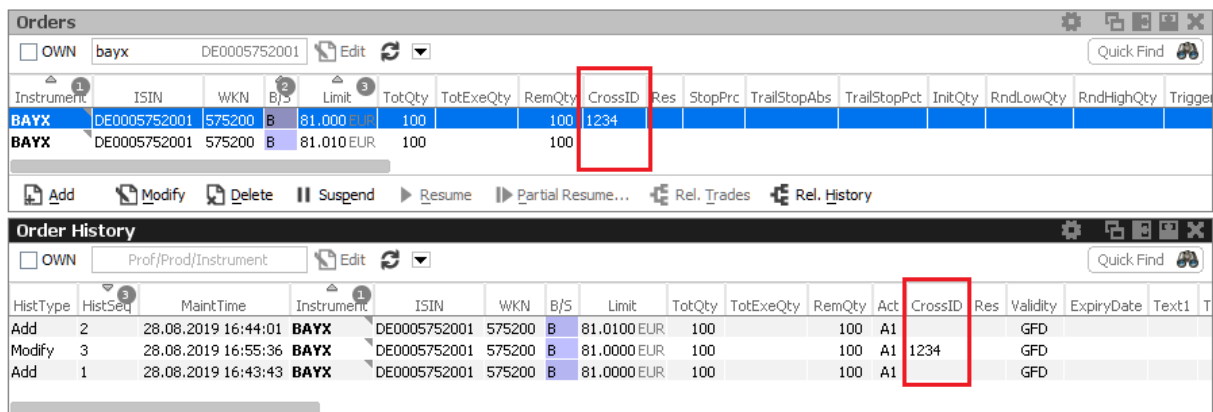 Orders
OWN bayx DE0005752001 Edit Quick Find
Instrument 1 ISIN WKN B/S 2 Limit 3 TotQty TotExeQty RemQty CrossID Res StopPrc TrailStopAbs TrailStopPct InitQty RndLowQty RndHighQty Trigger
BAYX DE0005752001 575200 B 81.000 EUR 100 100 1234
BAYX DE0005752001 575200 B 81.010 EUR 100 100
Add Modify Delete Suspend Resume Partial Resume... Rel. Trades Rel. History
Order History
OWN Prof/Prod/Instrument Edit Quick Find
HistType HistSeq 3 MaintTime Instrument 1 ISIN WKN B/S Limit TotQty TotExeQty RemQty Act CrossID Res Validity ExpiryDate Text1 T
Add 2 28.08.2019 16:44:01 BAYX DE0005752001 575200 B 81.0100 EUR 100 100 A1 GFD
Modify 3 28.08.2019 16:55:36 BAYX DE0005752001 575200 B 81.0000 EUR 100 100 A1 1234 GFD
Add 1 28.08.2019 16:43:43 BAYX DE0005752001 575200 B 81.0000 EUR 100 100 A1 GFD